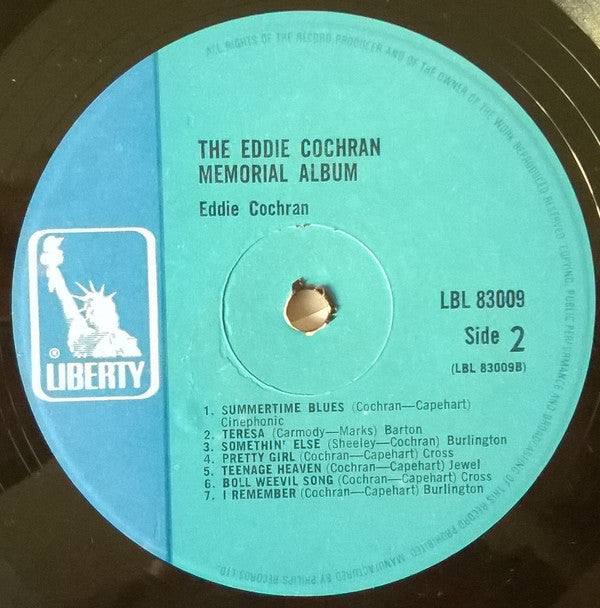 ALL RIGHTS OF THE RECORD PRODUCER AND OF THE OWNER OF THE WORK REPRODUCED RESERVED. COPYING, PUBLIC PERFORMANCE AND BROADCASTING OF THIS RECORD PROHIBITED. MANUFACTURED BY PHILIPS RECORDS LTD.
THE EDDIE COCHRAN
MEMORIAL ALBUM
Eddie Cochran
® LIBERTY
LBL 83009
Side 2
(LBL 83009B)
1. SUMMERTIME BLUES (Cochran—Capehart)
Cinephonic
2. TERESA (Carmody—Marks) Barton
3. SOMETHIN' ELSE (Sheeley—Cochran) Burlington
4. PRETTY GIRL (Cochran—Capehart) Cross
5. TEENAGE HEAVEN (Cochran—Capehart) Jewel
6. BOLL WEEVIL SONG (Cochran—Capehart) Cross
7. I REMEMBER (Cochran—Capehart) Burlington